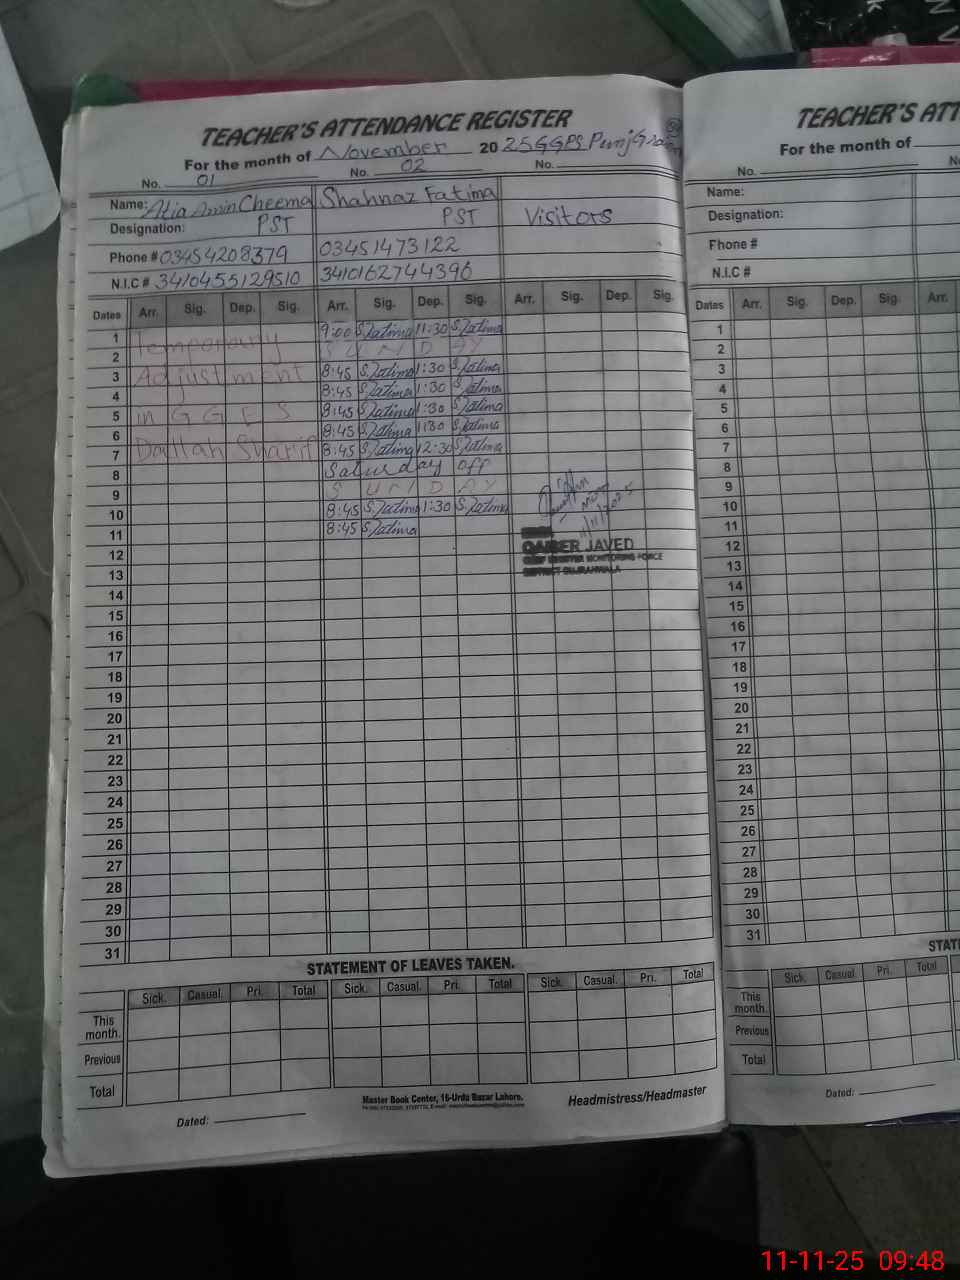 TEACHER'S ATTENDANCE REGISTER
For the month of November 2025 GGPS
No. 01 No. 02 No.
Name: Atia Amin Cheema Shahnaz Fatima
Designation: PST PST Visitors
Phone # 03454208379 03451473122
N.I.C # 3410455129510 3410162744396
Dates Arr. Sig. Dep. Sig. Arr. Sig. Dep. Sig. Arr. Sig. Dep. Sig.
1 Temporary 9:00 S.Fatima 11:30 S.Fatima
2 SUNDAY
3 Adjustment 8:45 S.Fatima 1:30 S.Fatima
4 8:45 S.Fatima 1:30 S.Fatima
5 in GGES 8:45 S.Fatima 1:30 S.Fatima
6 8:45 S.Fatima 1:30 S.Fatima
7 Dallah Sharif 8:45 S.Fatima 12:30 S.Fatima
8 Saturday off
9 SUNDAY
10 8:45 S.Fatima 1:30 S.Fatima
11 8:45 S.Fatima
11/11/2025
JAVED
MONITORING FORCE
12
13
14
15
16
17
18
19
20
21
22
23
24
25
26
27
28
29
30
31
STATEMENT OF LEAVES TAKEN.
Sick. Casual. Pri. Total Sick. Casual. Pri. Total Sick. Casual. Pri. Total
This month.
Previous
Total
Master Book Center, 16-Urdu Bazar Lahore.
Dated: Headmistress/Headmaster
TEACHER'S ATT
For the month of
No.
Name:
Designation:
Phone #
N.I.C #
Dates Arr. Sig. Dep. Sig. Arr.
1
2
3
4
5
6
7
8
9
10
11
12
13
14
15
16
17
18
19
20
21
22
23
24
25
26
27
28
29
30
31
STAT
Sick. Casual Pri. Total
This month.
Previous
Total
Dated:
11-11-25 09:48